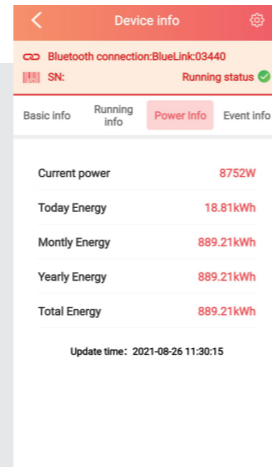 Device info
Bluetooth connection:BlueLink:03440
SN: Running status
Basic info Running info Power Info Event info
Current power 8752W
Today Energy 18.81kWh
Montly Energy 889.21kWh
Yearly Energy 889.21kWh
Total Energy 889.21kWh
Update time: 2021-08-26 11:30:15